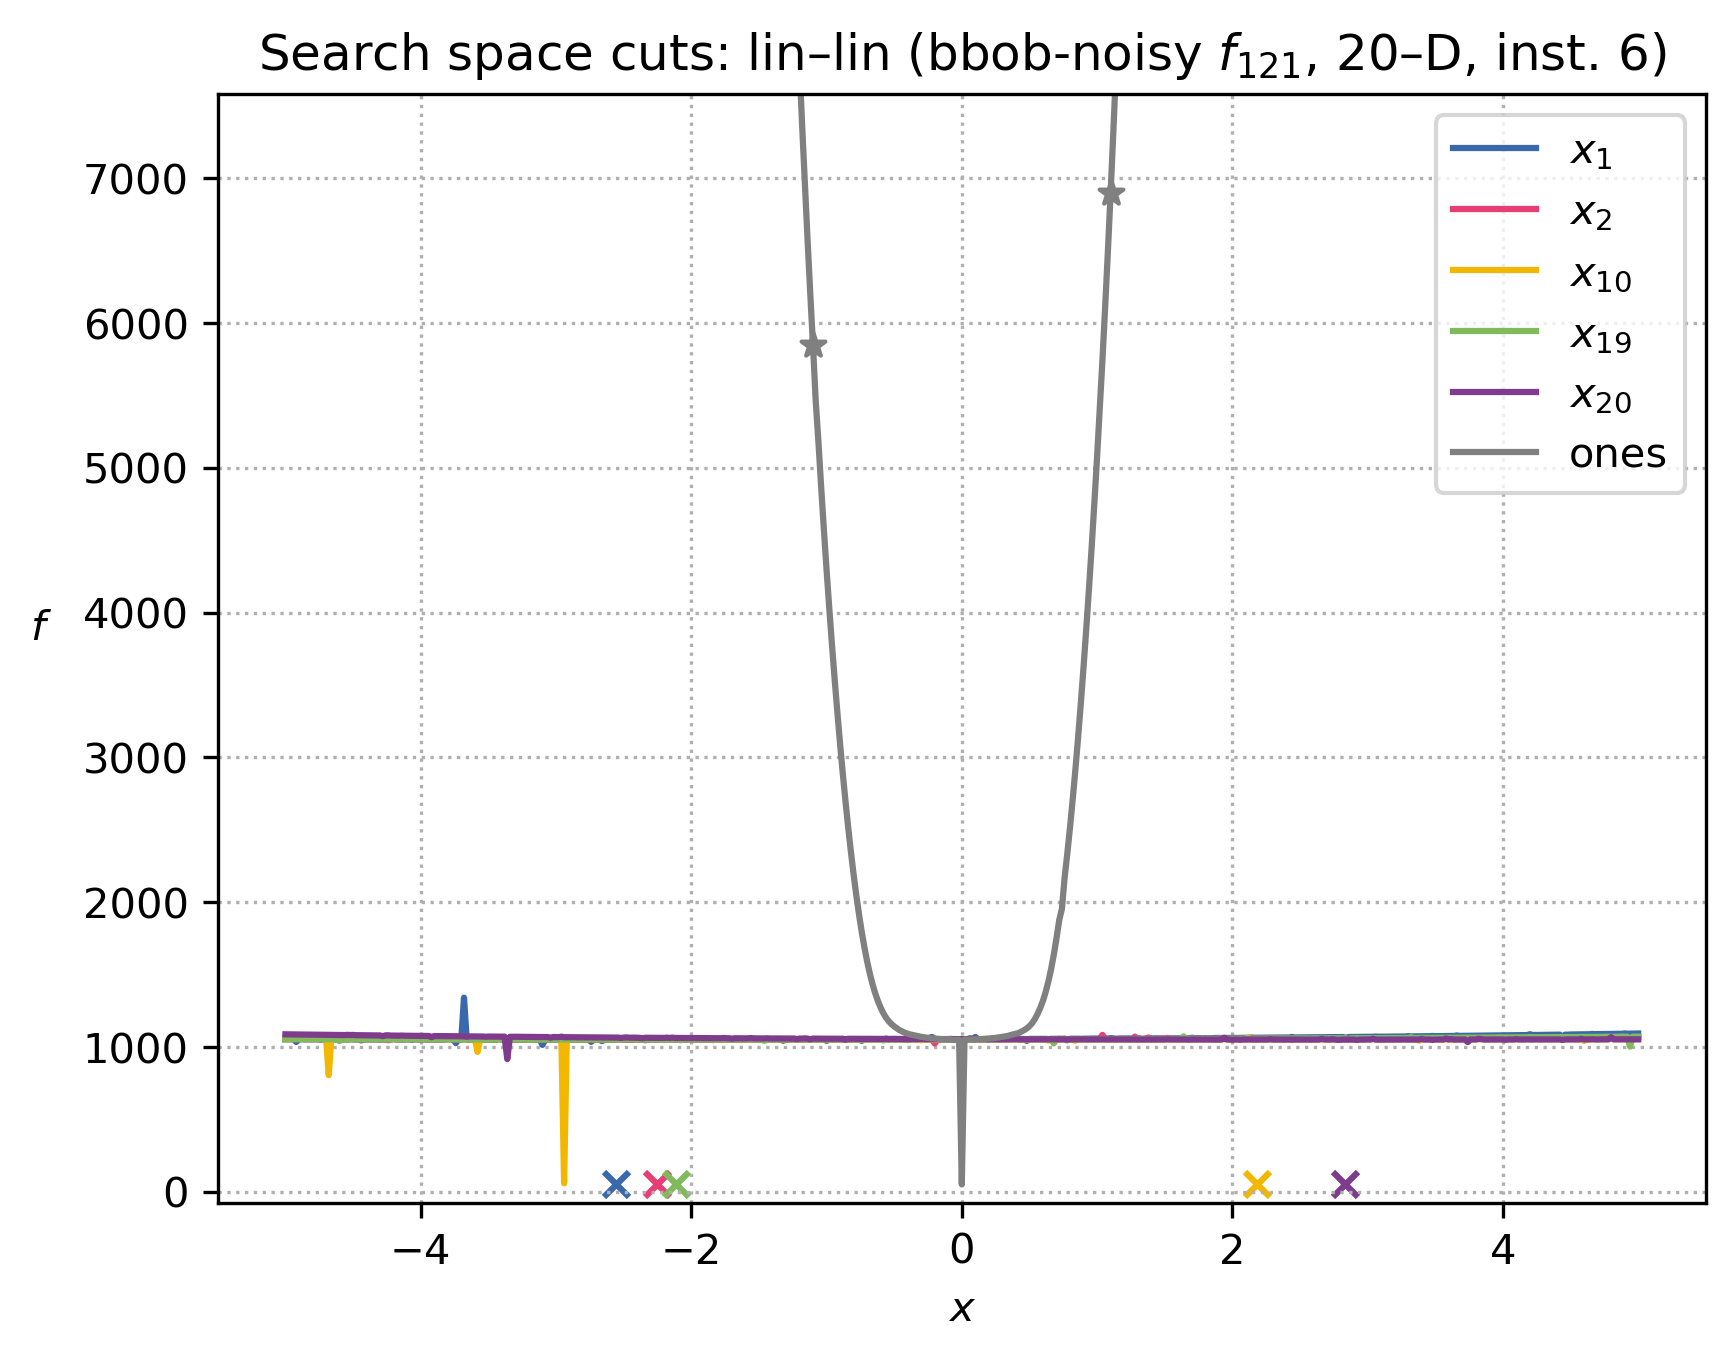 Search space cuts: lin–lin (bbob-noisy f₁₂₁, 20–D, inst. 6)
7000
6000
5000
4000
3000
2000
1000
0
f
−4
−2
0
2
4
x
x₁
x₂
x₁₀
x₁₉
x₂₀
ones